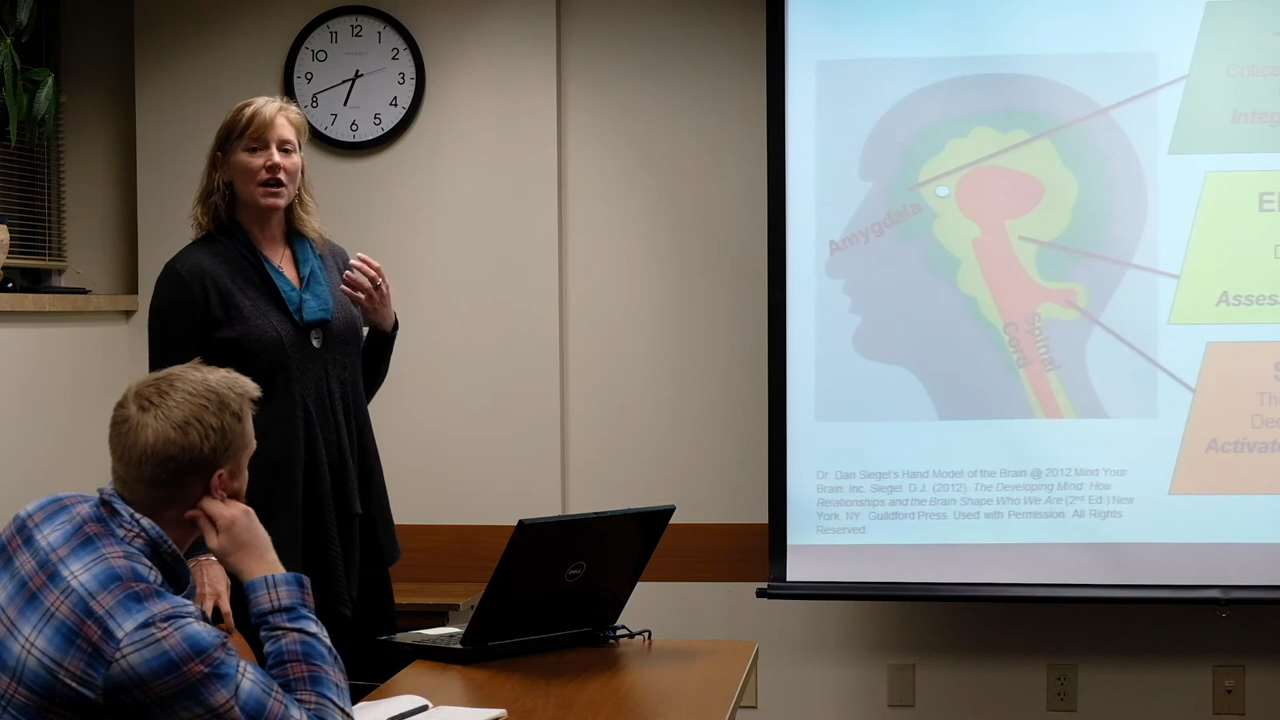 12
11
1
10
2
9
3
8
4
7
5
6
Critica
Integ
Amygdala
Spinal
Cord
El
D
Assess
S
The
Dec
Activate
DELL
Dr. Dan Siegel's Hand Model of the Brain @ 2012 Mind Your
Brain, Inc. Siegel, D.J. (2012). The Developing Mind: How
Relationships and the Brain Shape Who We Are (2nd Ed.) New
York, NY: Guildford Press. Used with Permission. All Rights
Reserved.